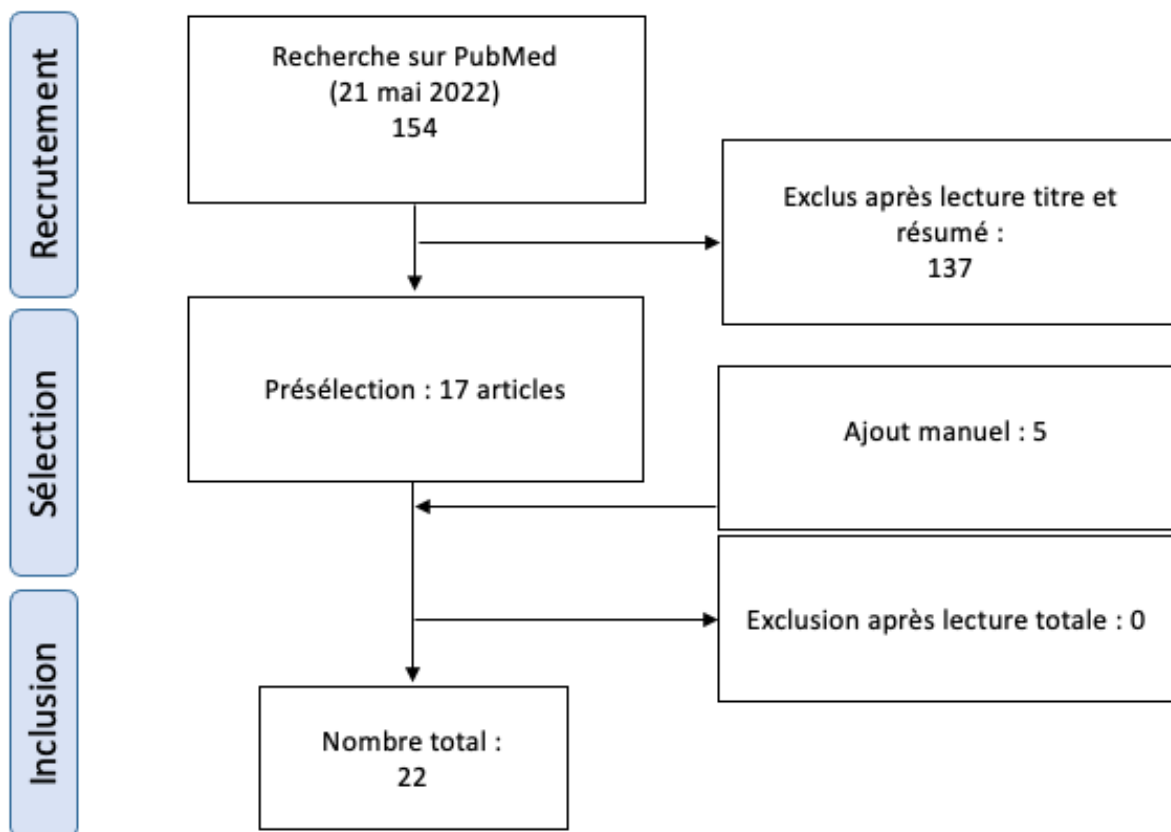 Recrutement
Recherche sur PubMed
(21 mai 2022)
154
Exclus après lecture titre et
résumé :
137
Sélection
Présélection : 17 articles
Ajout manuel : 5
Exclusion après lecture totale : 0
Inclusion
Nombre total :
22